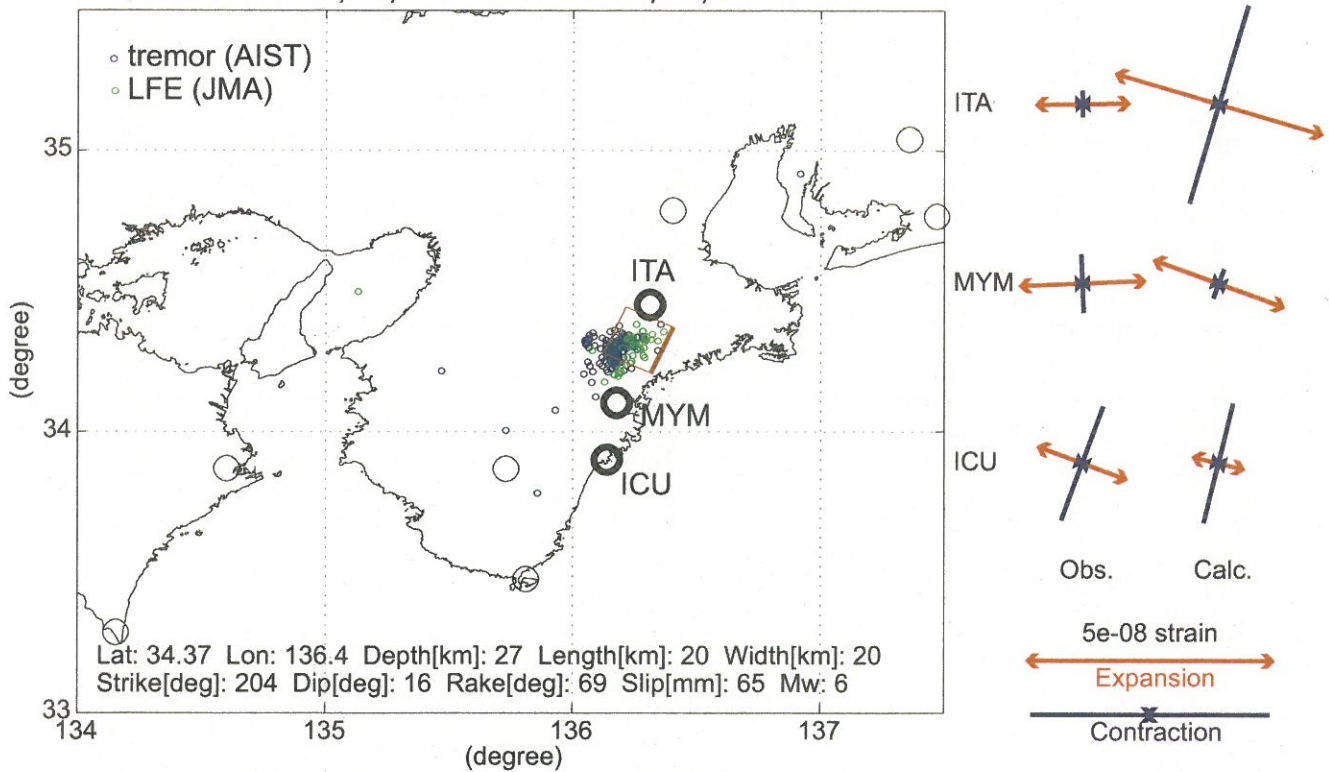 tremor (AIST)
LFE (JMA)
35
34
33
134
135
136
137
(degree)
(degree)
ITA
MYM
ICU
Lat: 34.37 Lon: 136.4 Depth[km]: 27 Length[km]: 20 Width[km]: 20
Strike[deg]: 204 Dip[deg]: 16 Rake[deg]: 69 Slip[mm]: 65 Mw: 6
ITA
MYM
ICU
Obs. Calc.
5e-08 strain
Expansion
Contraction